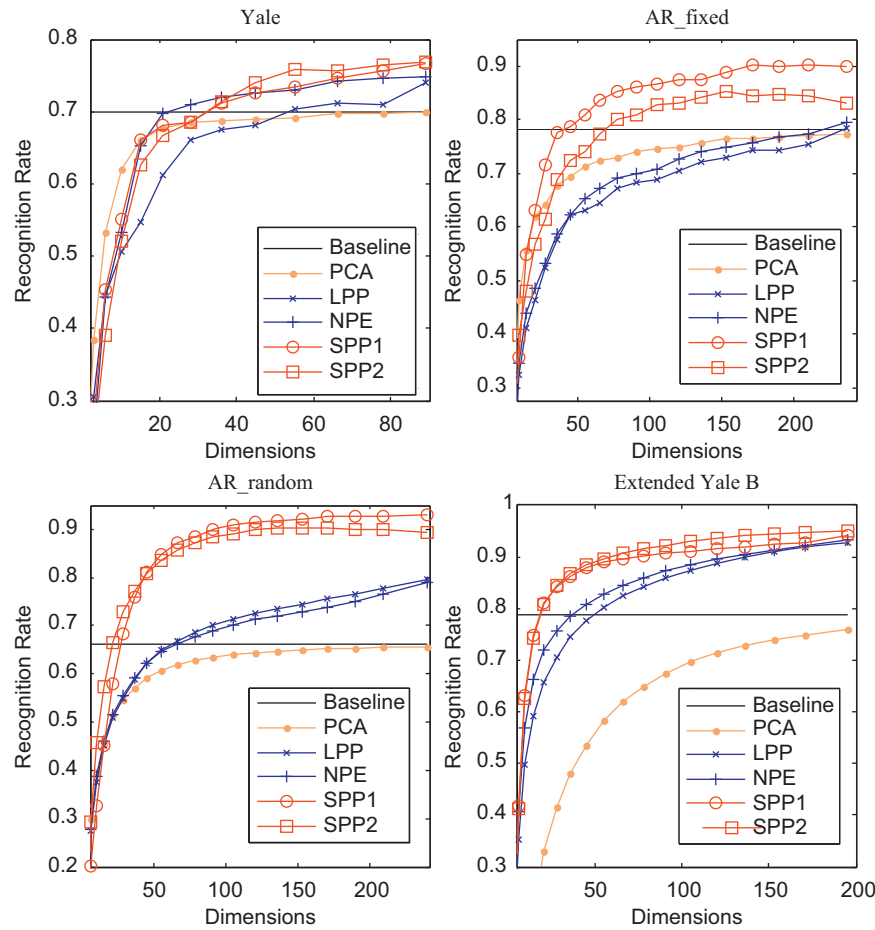 Yale
0.8
0.7
0.6
0.5
0.4
0.3
Recognition Rate
20
40
60
80
Dimensions
Baseline
PCA
LPP
NPE
SPP1
SPP2
AR_fixed
0.9
0.8
0.7
0.6
0.5
0.4
0.3
Recognition Rate
50
100
150
200
Dimensions
Baseline
PCA
LPP
NPE
SPP1
SPP2
AR_random
0.9
0.8
0.7
0.6
0.5
0.4
0.3
0.2
Recognition Rate
50
100
150
200
Dimensions
Baseline
PCA
LPP
NPE
SPP1
SPP2
Extended Yale B
1
0.9
0.8
0.7
0.6
0.5
0.4
0.3
Recognition Rate
50
100
150
200
Dimensions
Baseline
PCA
LPP
NPE
SPP1
SPP2